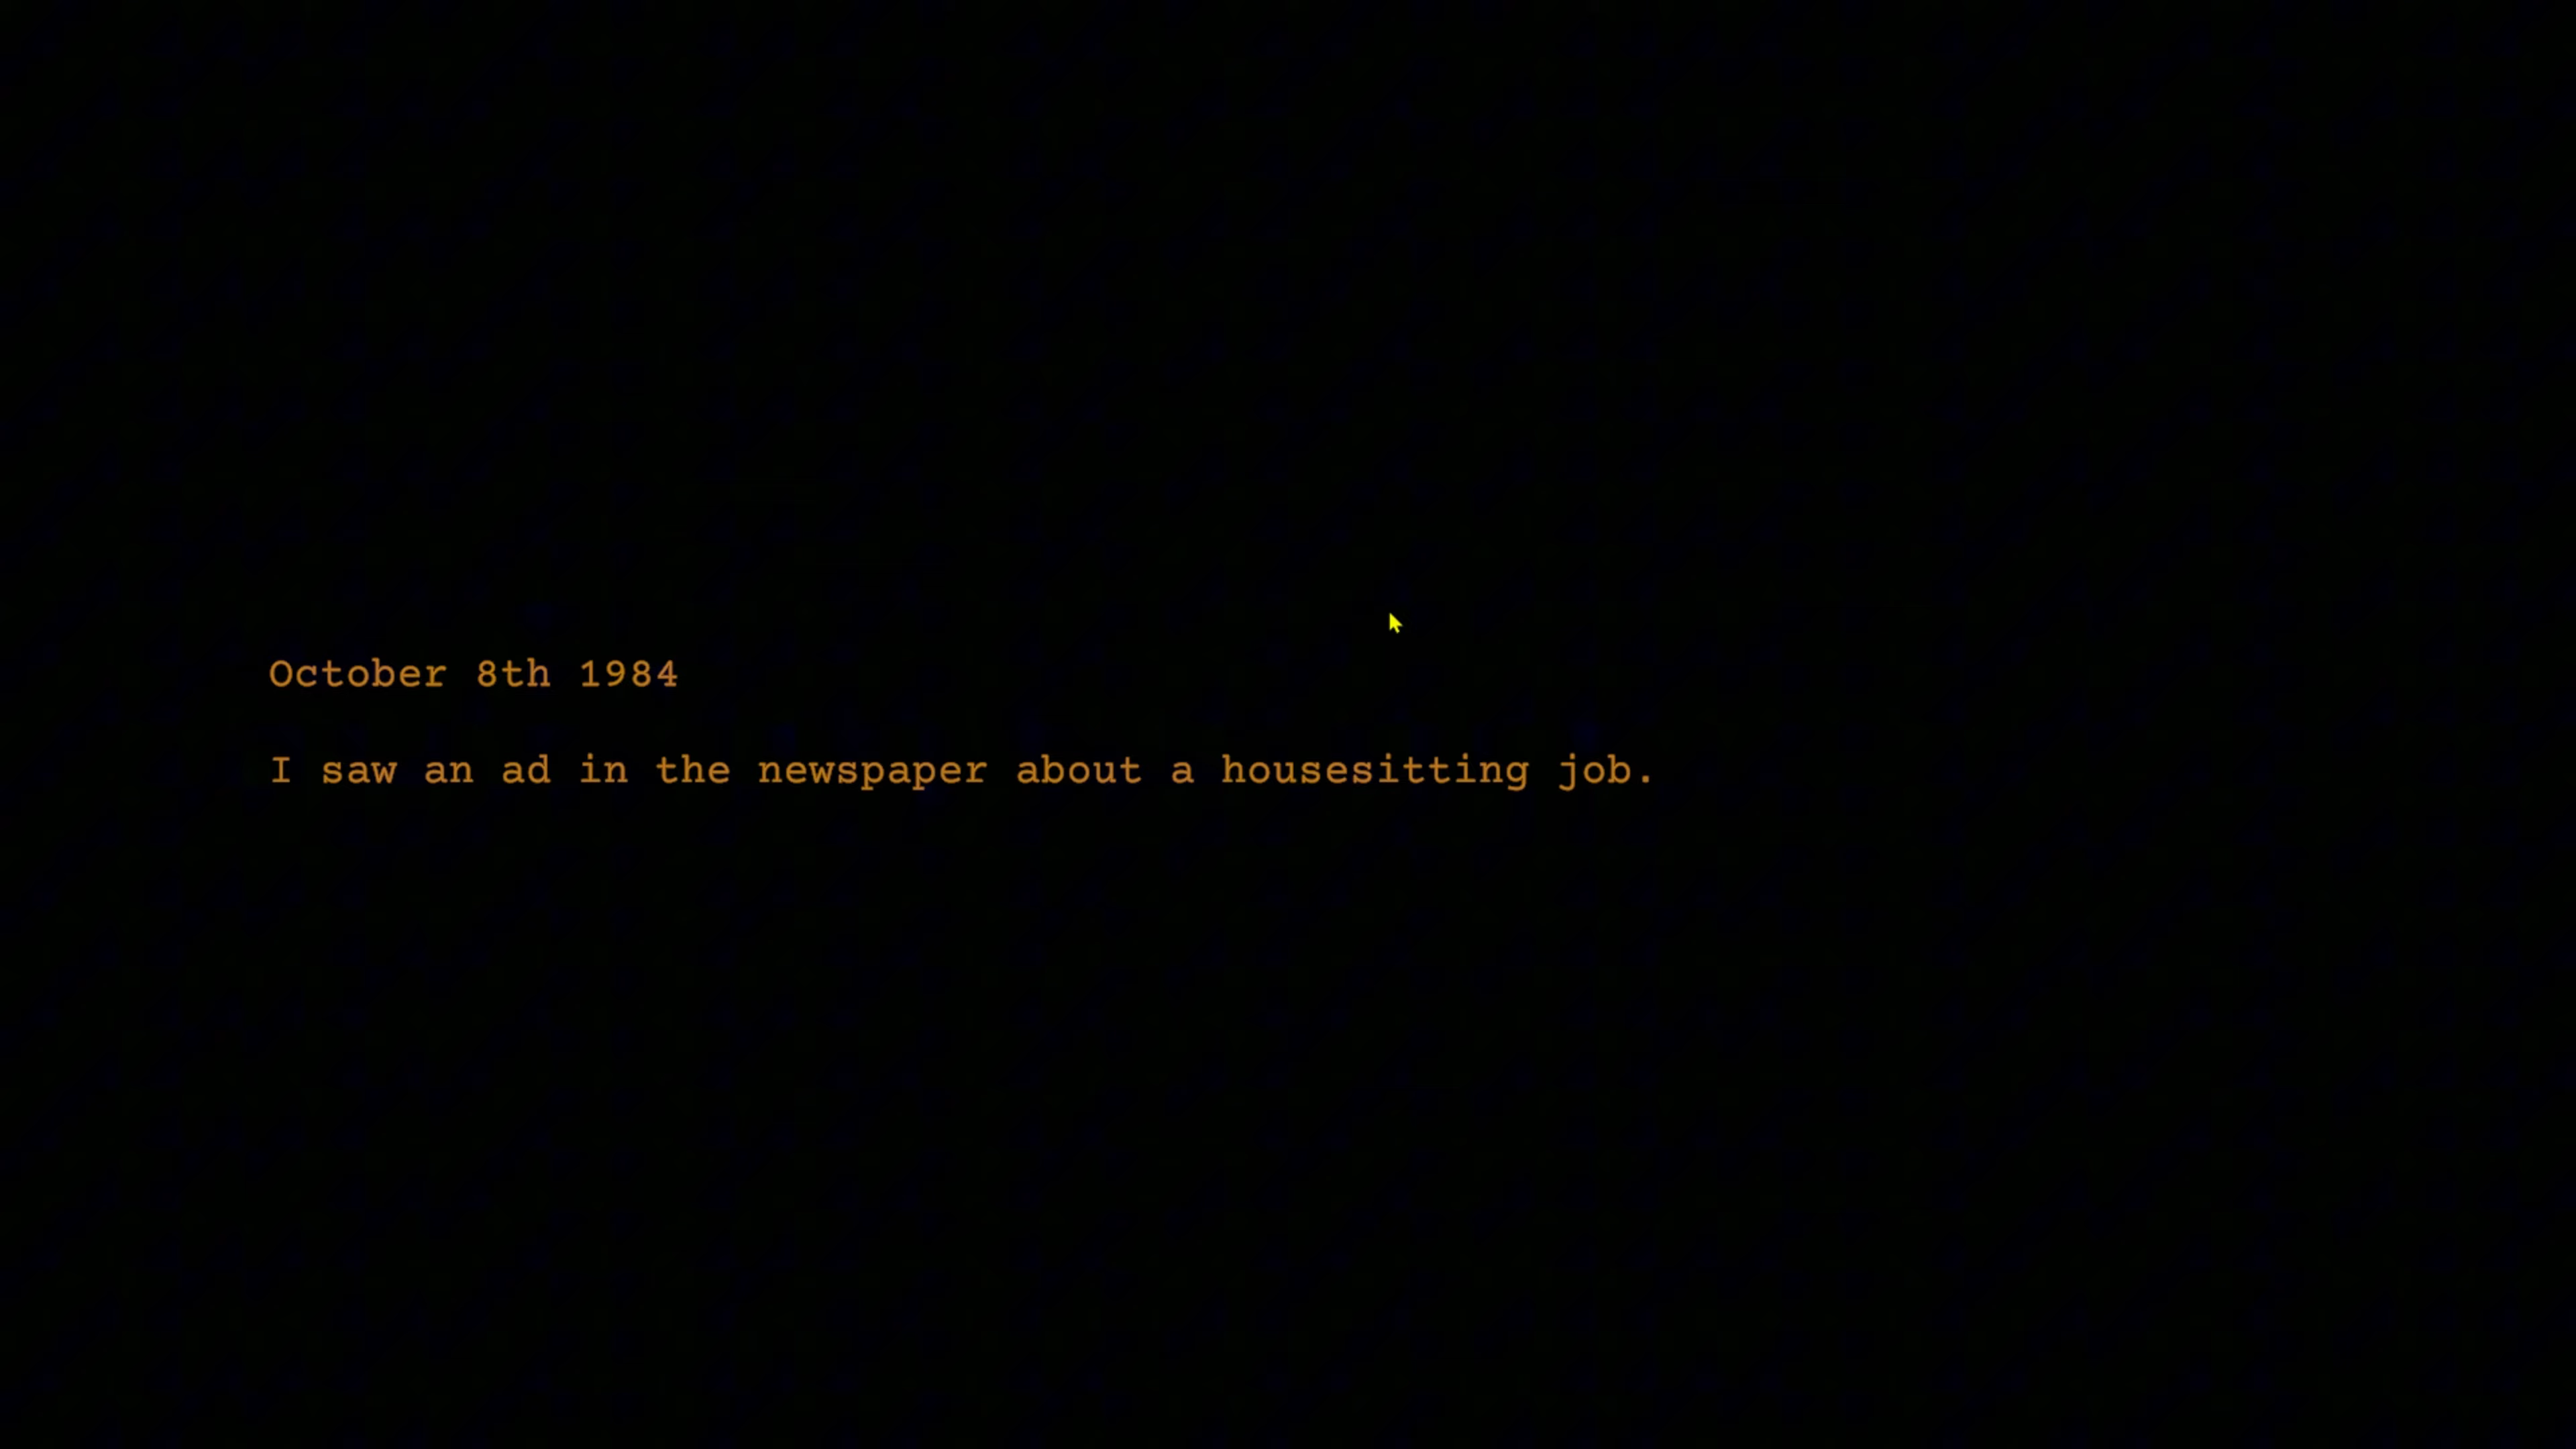 October 8th 1984
I saw an ad in the newspaper about a housesitting job.